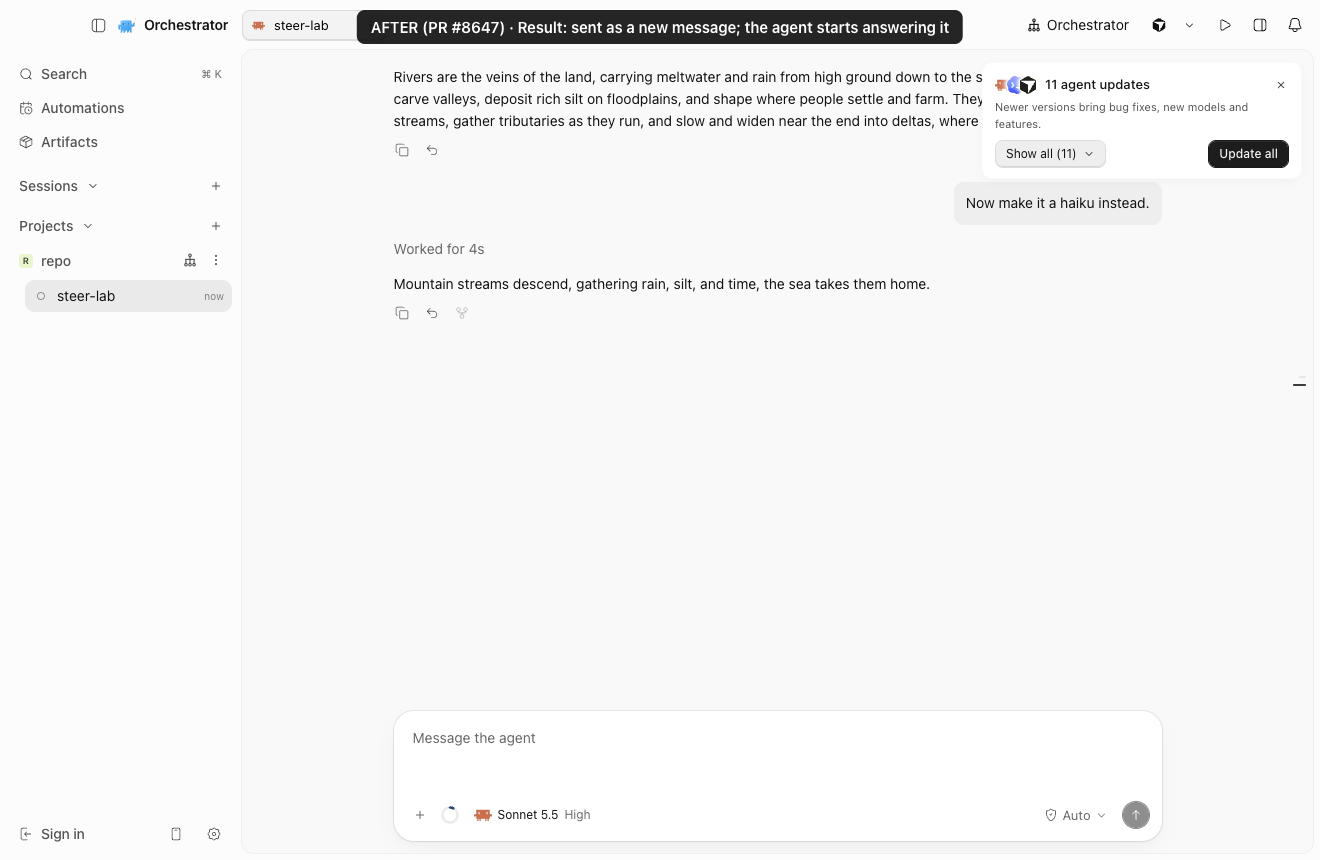 Orchestrator
steer-lab
AFTER (PR #8647) · Result: sent as a new message; the agent starts answering it
Orchestrator
Search
⌘ K
Automations
Artifacts
Sessions
Projects
R
repo
steer-lab
now
Sign in
Rivers are the veins of the land, carrying meltwater and rain from high ground down to the s
carve valleys, deposit rich silt on floodplains, and shape where people settle and farm. They
streams, gather tributaries as they run, and slow and widen near the end into deltas, where
11 agent updates
Newer versions bring bug fixes, new models and
features.
Show all (11)
Update all
Now make it a haiku instead.
Worked for 4s
Mountain streams descend, gathering rain, silt, and time, the sea takes them home.
Message the agent
Sonnet 5.5 High
Auto